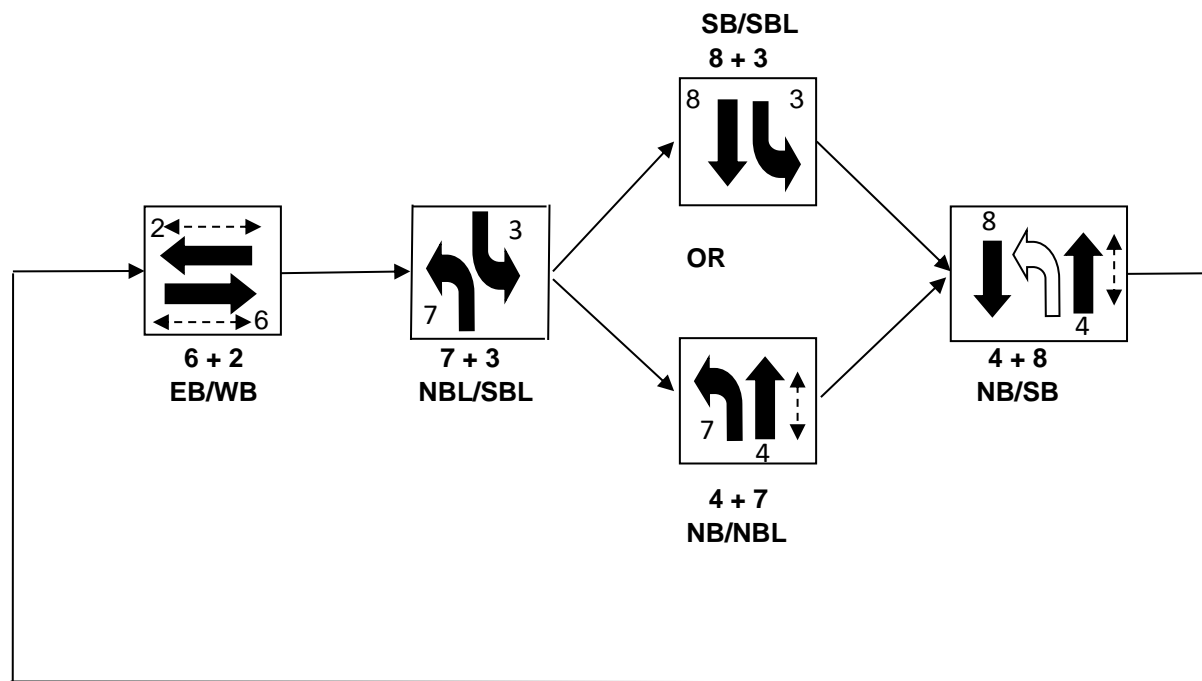 SB/SBL
8 + 3
8 3
2
6
6 + 2
EB/WB
3
7
7 + 3
NBL/SBL
OR
7
4
4 + 7
NB/NBL
8
4
4 + 8
NB/SB